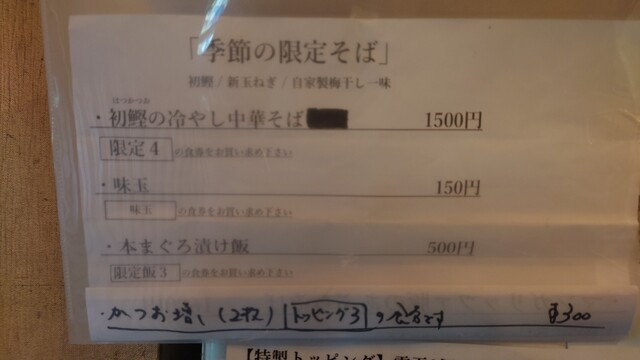 「季節の限定そば」
初鰹 / 新玉ねぎ / 自家製梅干し一味
はつかつお
・初鰹の冷やし中華そば 1500円
限定4 の食券をお買い求め下さい
・味玉 150円
味玉 の食券をお買い求め下さい
・本まぐろ漬け飯 500円
限定飯3 の食券をお買い求め下さい
・かつお増し (2枚) トッピング3 の食券です ¥300
【特製トッピング】